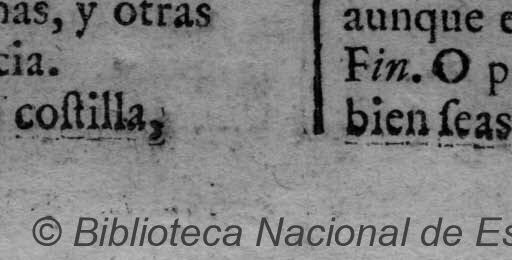 nas, y otras
cia.
coſtilla,
aunque e
Fin. O p
bien ſeas
© Biblioteca Nacional de Es